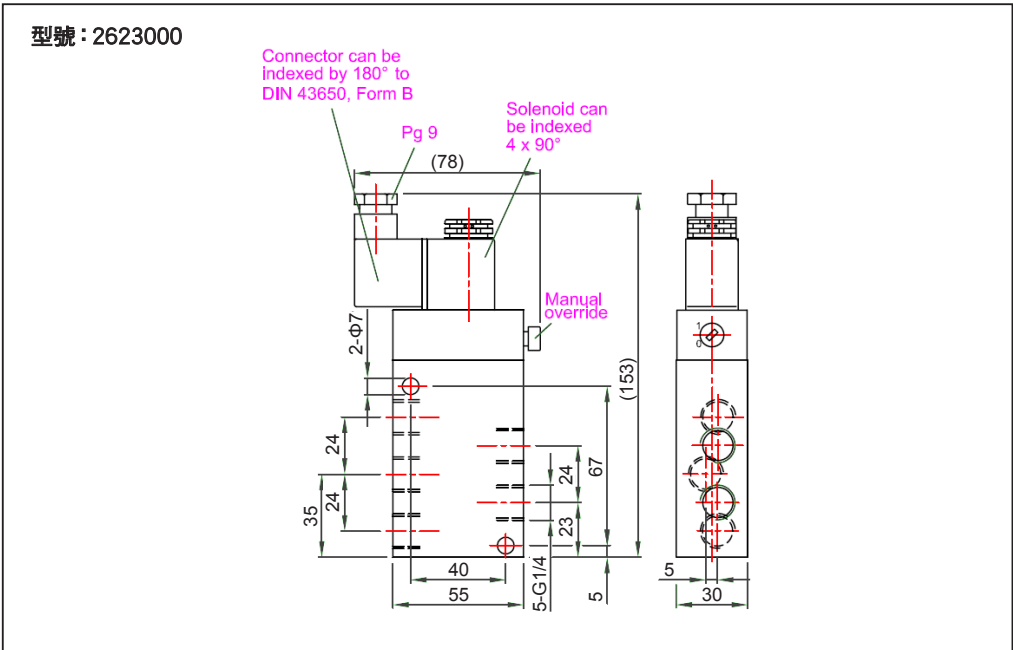 型號：2623000
Connector can be
indexed by 180° to
DIN 43650, Form B
Pg 9
Solenoid can
be indexed
4 x 90°
(78)
Manual
override
2-Φ7
(153)
1
0
24
24
35
24
67
23
5-G1/4
5
40
55
5
30